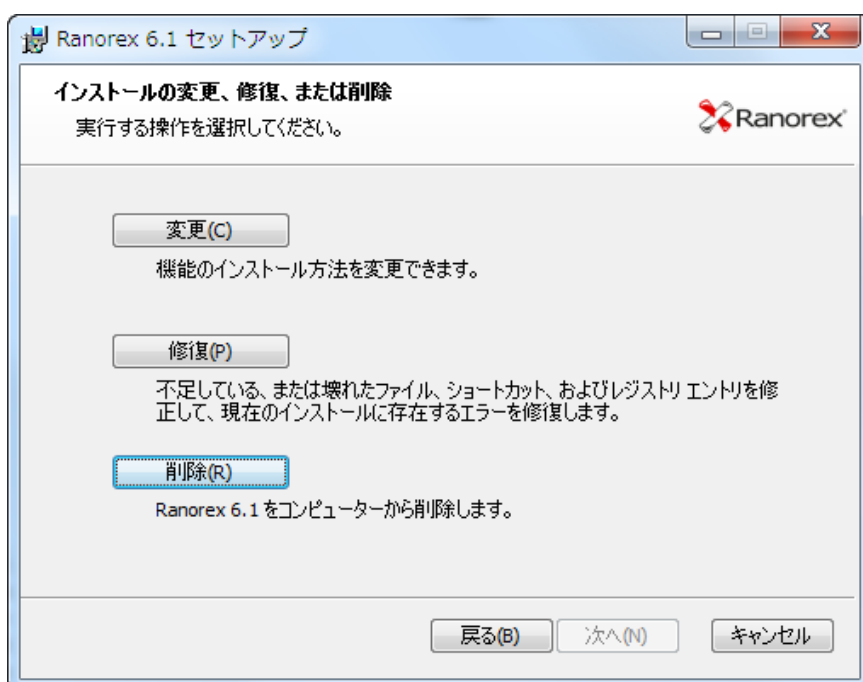 Ranorex 6.1 セットアップ
インストールの変更、修復、または削除
実行する操作を選択してください。
Ranorex
変更(C)
機能のインストール方法を変更できます。
修復(P)
不足している、または壊れたファイル、ショートカット、およびレジストリ エントリを修
正して、現在のインストールに存在するエラーを修復します。
削除(R)
Ranorex 6.1 をコンピューターから削除します。
戻る(B)
次へ(N)
キャンセル